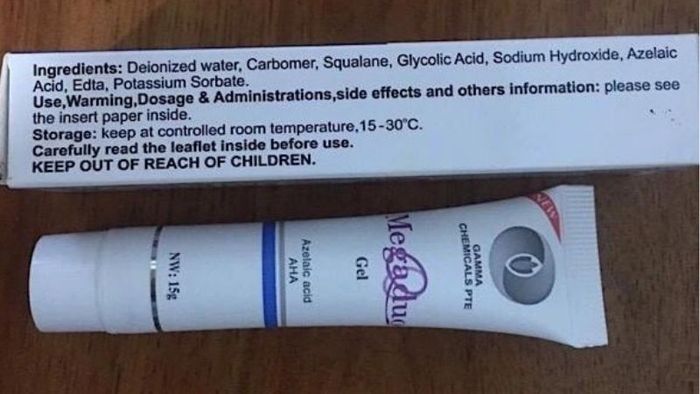 Ingredients: Deionized water, Carbomer, Squalane, Glycolic Acid, Sodium Hydroxide, Azelaic
Acid, Edta, Potassium Sorbate.
Use,Warming,Dosage & Administrations,side effects and others information: please see
the insert paper inside.
Storage: keep at controlled room temperature,15-30°C.
Carefully read the leaflet inside before use.
KEEP OUT OF REACH OF CHILDREN.
NEW
GAMMA
CHEMICALS PTE
Megaduo
Gel
Azelaic acid
AHA
NW: 15g